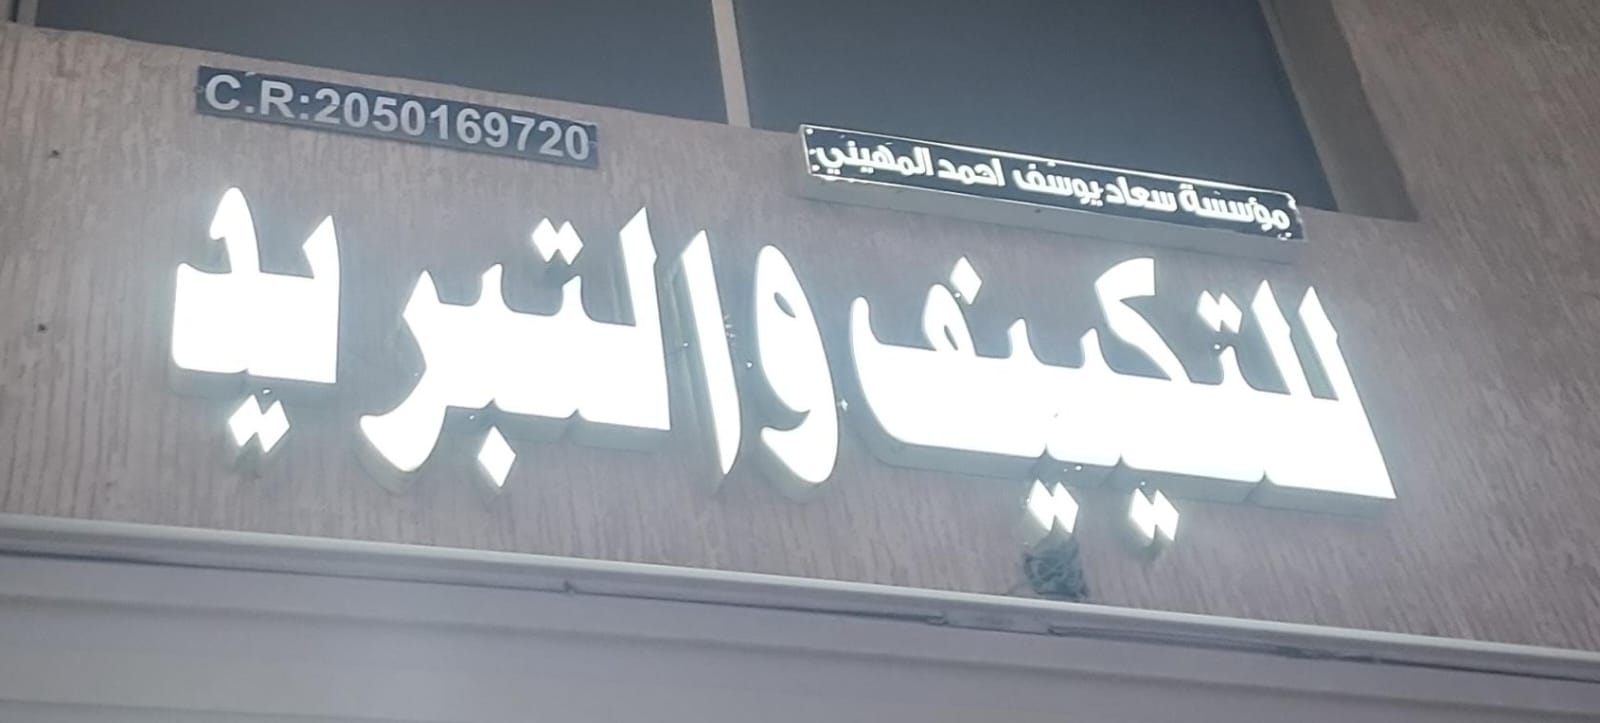 C.R:2050169720
مؤسسة سعاد يوسف احمد المهيني
للتكييف والتبريد